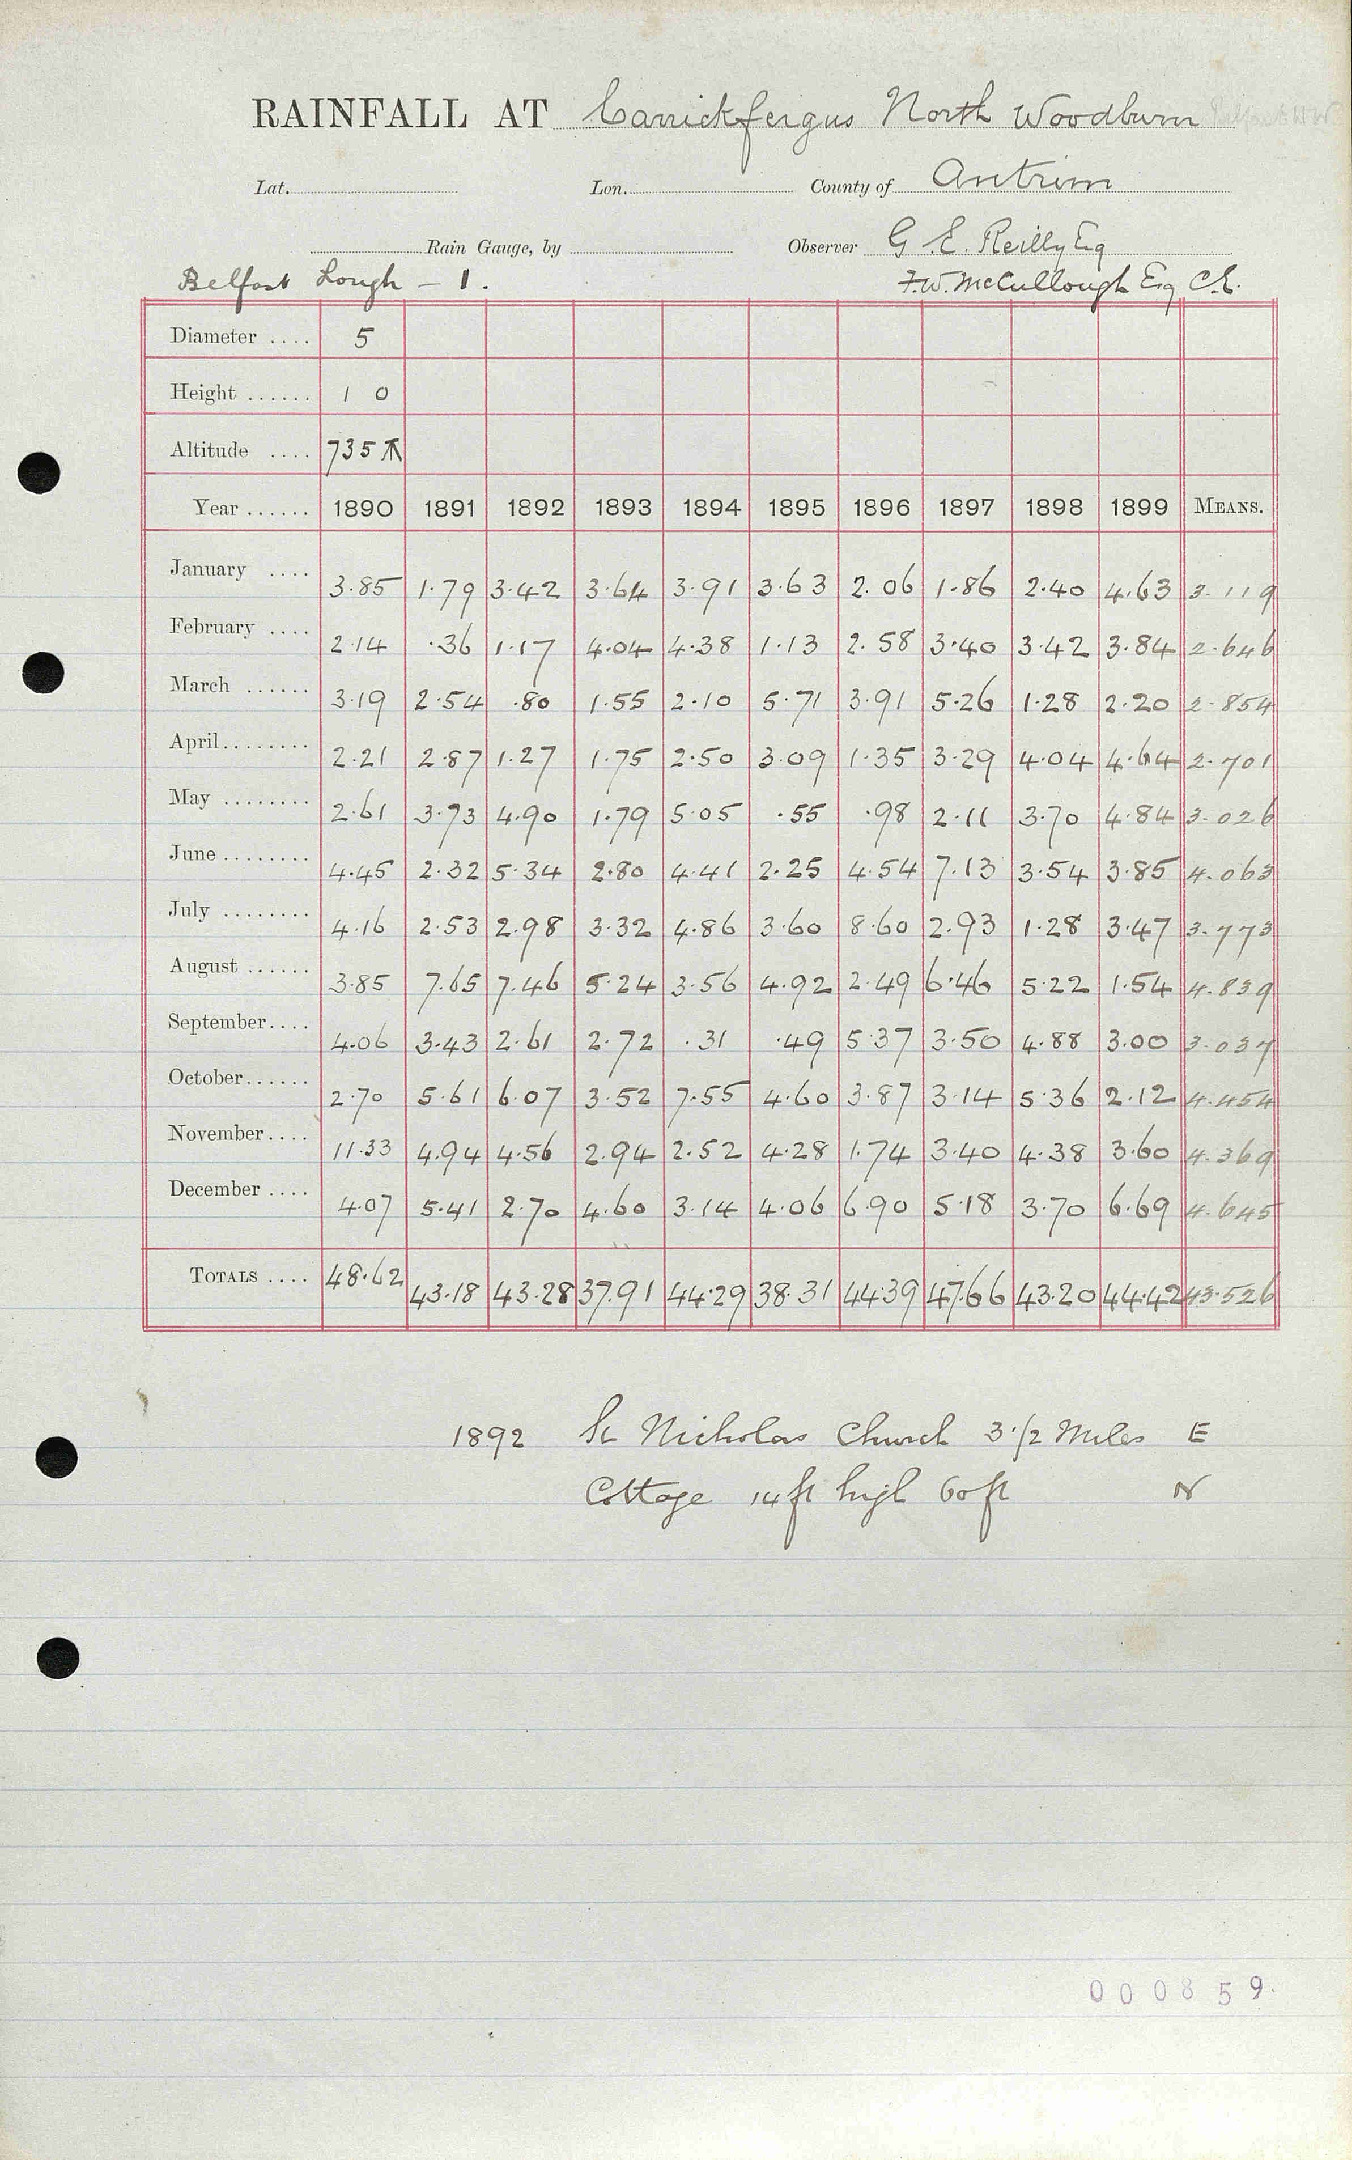 RAINFALL AT Carrickfergus North Woodburn Belfast W W
Lat. Lon. County of Antrim
Rain Gauge, by Observer G. E. Reilly Esq
Belfast Lough - 1. F.W. McCullough Esq C.E.
Diameter .... 5
Height ...... 1 0
Altitude .... 735
Year ...... 1890 1891 1892 1893 1894 1895 1896 1897 1898 1899 MEANS.
January .... 3.85 1.79 3.42 3.64 3.91 3.63 2.06 1.86 2.40 4.63 3.119
February .... 2.14 .36 1.17 4.04 4.38 1.13 2.58 3.40 3.42 3.84 2.646
March ...... 3.19 2.54 .80 1.55 2.10 5.71 3.91 5.26 1.28 2.20 2.854
April........ 2.21 2.87 1.27 1.75 2.50 3.09 1.35 3.29 4.04 4.64 2.701
May ........ 2.61 3.73 4.90 1.79 5.05 .55 .98 2.11 3.70 4.84 3.026
June ........ 4.45 2.32 5.34 2.80 4.41 2.25 4.54 7.13 3.54 3.85 4.063
July ........ 4.16 2.53 2.98 3.32 4.86 3.60 8.60 2.93 1.28 3.47 3.773
August ...... 3.85 7.65 7.46 5.24 3.56 4.92 2.49 6.46 5.22 1.54 4.839
September.... 4.06 3.43 2.61 2.72 .31 .49 5.37 3.50 4.88 3.00 3.037
October...... 2.70 5.61 6.07 3.52 7.55 4.60 3.87 3.14 5.36 2.12 4.454
November.... 11.33 4.94 4.56 2.94 2.52 4.28 1.74 3.40 4.38 3.60 4.369
December .... 4.07 5.41 2.70 4.60 3.14 4.06 6.90 5.18 3.70 6.69 4.645
TOTALS .... 48.62 43.18 43.28 37.91 44.29 38.31 44.39 47.66 43.20 44.42 43.526
1892 St Nicholas Church 3 1/2 Miles E
Cottage 14 ft high 60 ft N
000859.